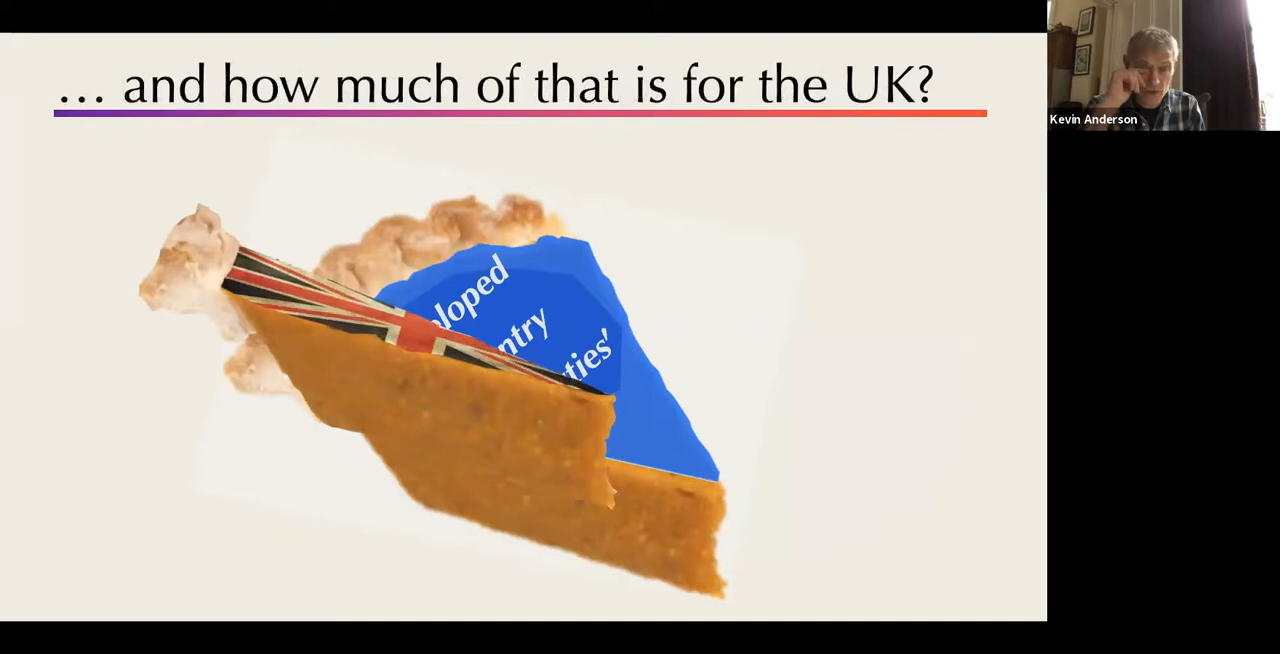 … and how much of that is for the UK?
Kevin Anderson
loped
ntry
ties'